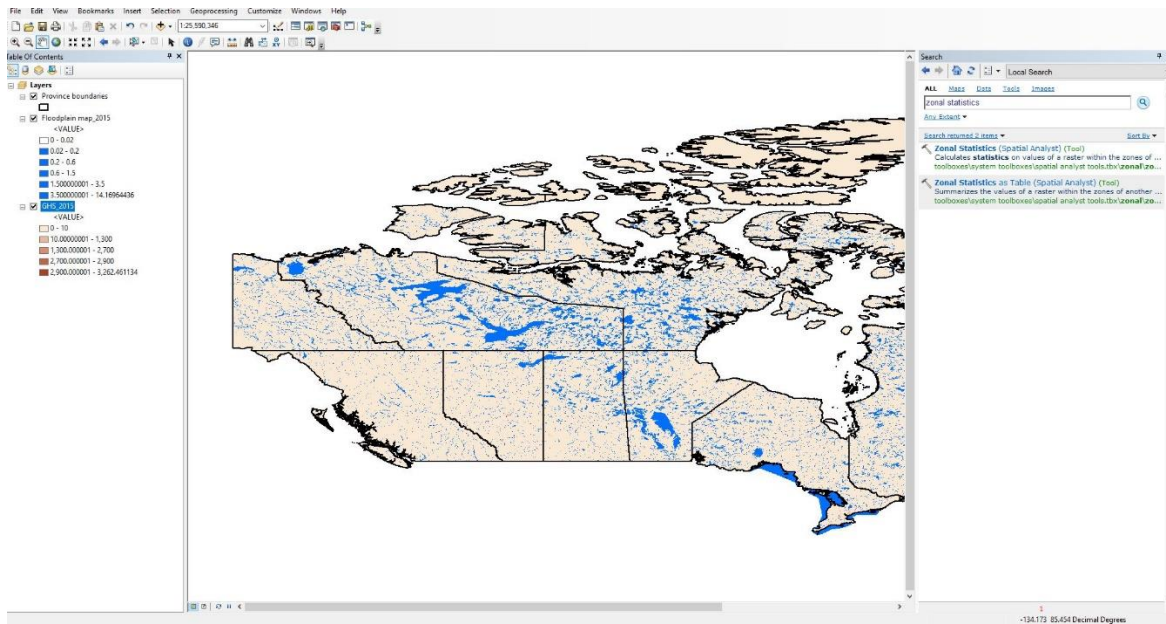 File Edit View Bookmarks Insert Selection Geoprocessing Customize Windows Help
1:25,590,346
Table Of Contents
Layers
Province boundaries
Floodplain map_2015
<VALUE>
0 - 0.02
0.02 - 0.2
0.2 - 0.6
0.6 - 1.5
1.500000001 - 3.5
3.500000001 - 14.16964436
GHS_2015
<VALUE>
0 - 10
10.00000001 - 1,300
1,300.000001 - 2,700
2,700.000001 - 2,900
2,900.000001 - 3,262.461134
Search
Local Search
ALL Maps Data Tools Images
zonal statistics
Any Extent
Search returned 2 items Sort By
Zonal Statistics (Spatial Analyst) (Tool)
Calculates statistics on values of a raster within the zones of ...
toolboxes\system toolboxes\spatial analyst tools.tbx\zonal\zo...
Zonal Statistics as Table (Spatial Analyst) (Tool)
Summarizes the values of a raster within the zones of another ...
toolboxes\system toolboxes\spatial analyst tools.tbx\zonal\zo...
1
-134.173 85.454 Decimal Degrees